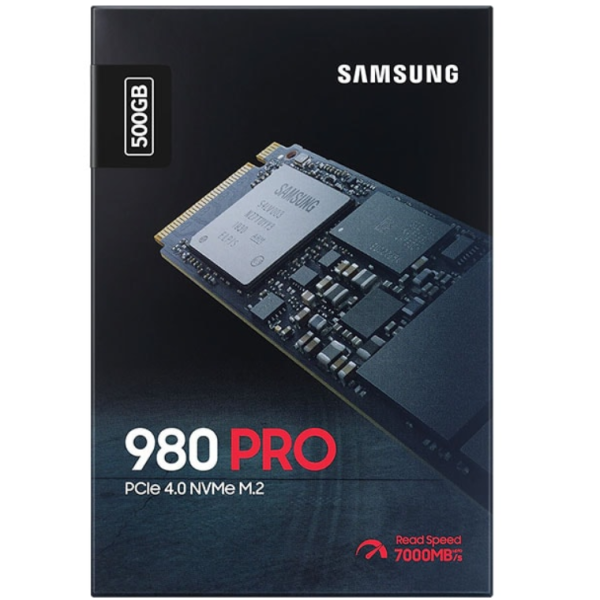 SAMSUNG
500GB
SAMSUNG
980 PRO
PCIe 4.0 NVMe M.2
Read Speed
7000MB/s